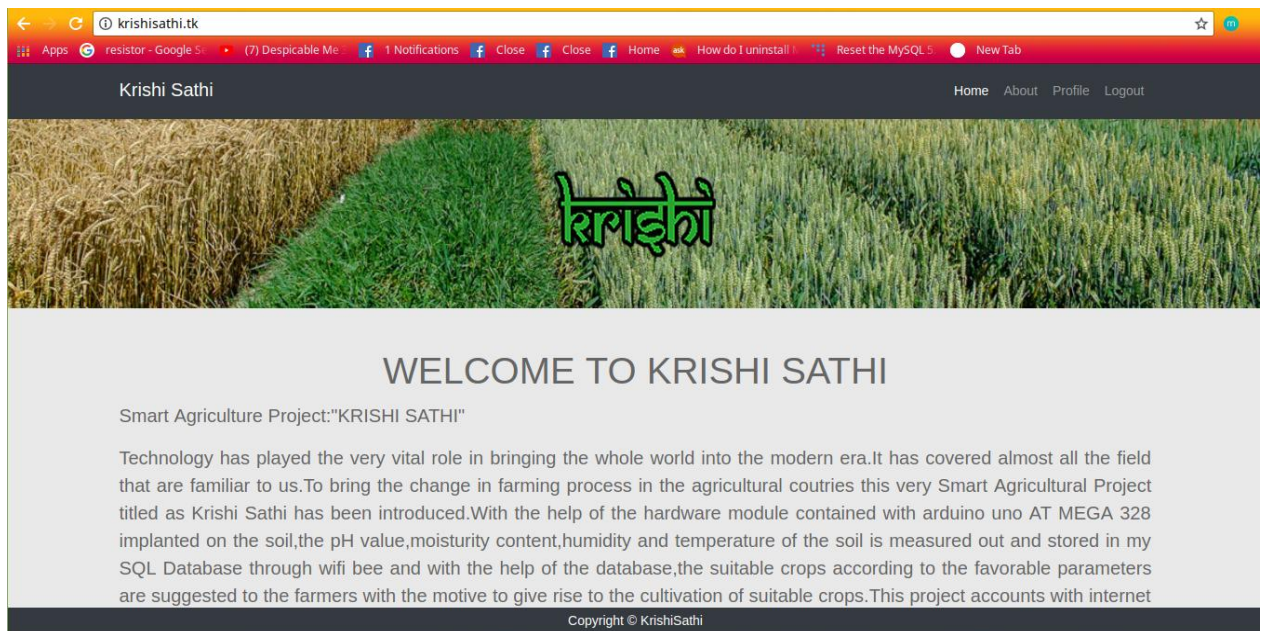 krishisathi.tk
Apps resistor - Google Se (7) Despicable Me 1 Notifications Close Close Home How do I uninstall Reset the MySQL 5. New Tab
Krishi Sathi Home About Profile Logout
krishi
WELCOME TO KRISHI SATHI
Smart Agriculture Project:"KRISHI SATHI"
Technology has played the very vital role in bringing the whole world into the modern era.It has covered almost all the field
that are familiar to us.To bring the change in farming process in the agricultural coutries this very Smart Agricultural Project
titled as Krishi Sathi has been introduced.With the help of the hardware module contained with arduino uno AT MEGA 328
implanted on the soil,the pH value,moisturity content,humidity and temperature of the soil is measured out and stored in my
SQL Database through wifi bee and with the help of the database,the suitable crops according to the favorable parameters
are suggested to the farmers with the motive to give rise to the cultivation of suitable crops.This project accounts with internet
Copyright © KrishiSathi